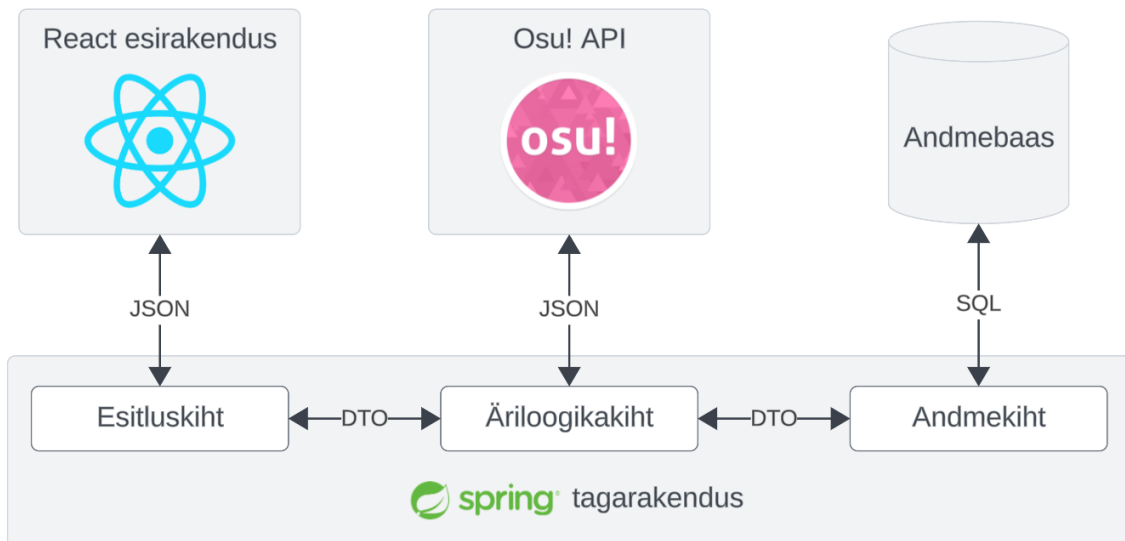 React esirakendus
Osu! API
osu!
Andmebaas
JSON
JSON
SQL
Esitluskiht
DTO
Äriloogikakiht
DTO
Andmekiht
spring tagarakendus